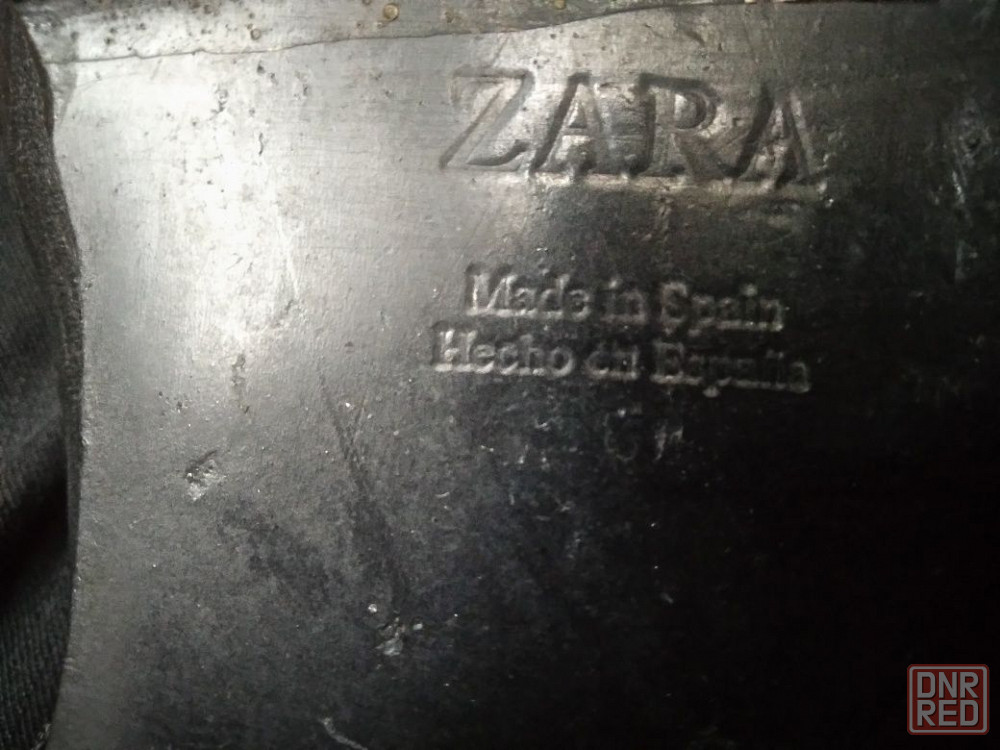 ZARA
Made in Spain
Hecho en España
DNR
RED